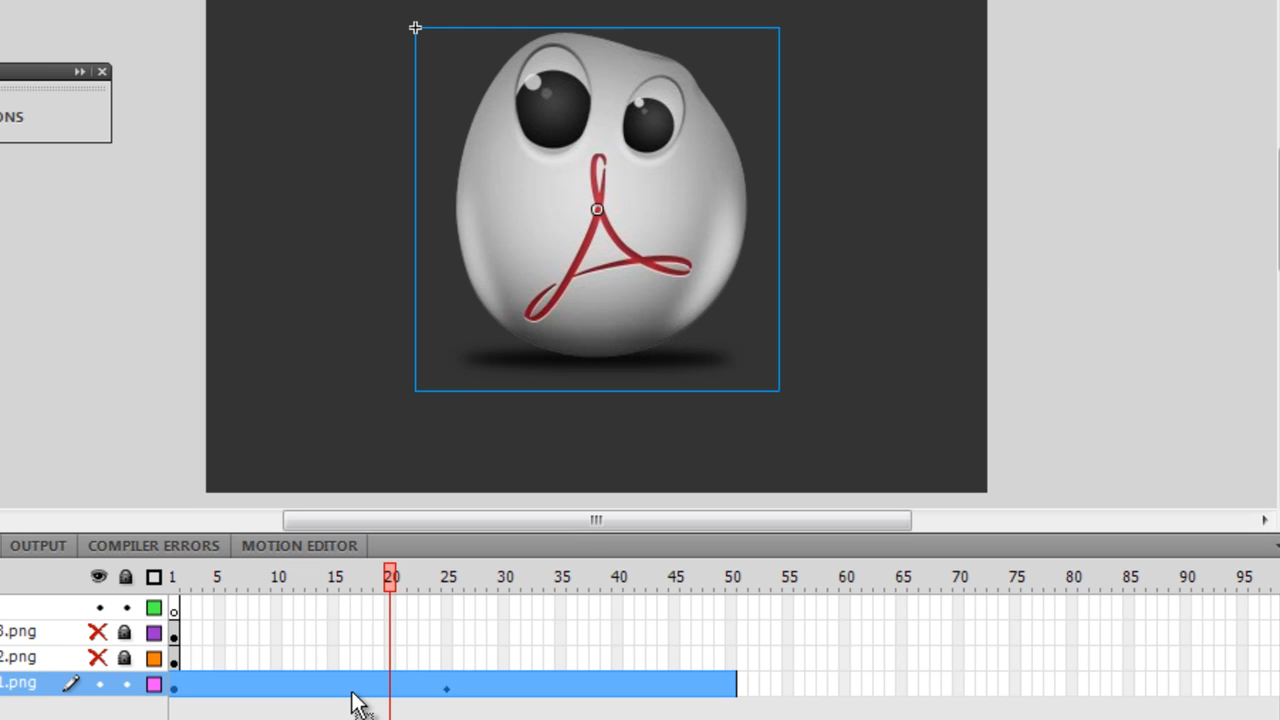 ONS
OUTPUT COMPILER ERRORS MOTION EDITOR
1 5 10 15 20 25 30 35 40 45 50 55 60 65 70 75 80 85 90 95
3.png
2.png
1.png